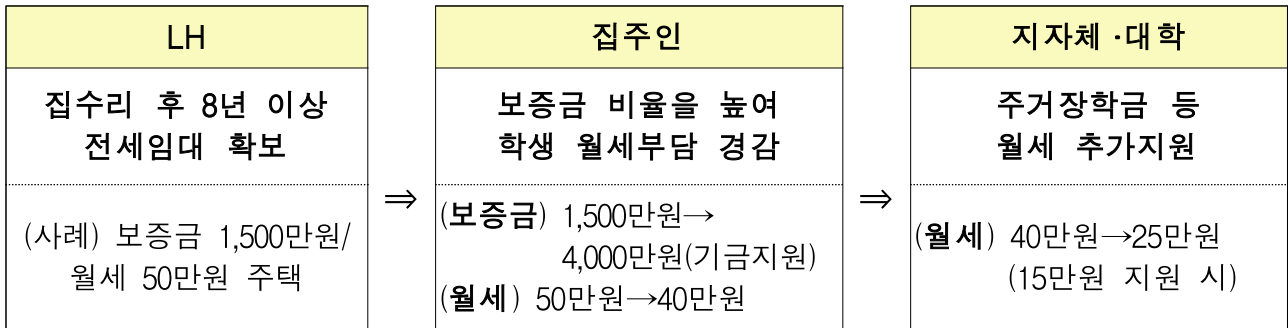 LH
집수리 후 8년 이상
전세임대 확보
(사례) 보증금 1,500만원/
월세 50만원 주택
⇒
집주인
보증금 비율을 높여
학생 월세부담 경감
(보증금) 1,500만원→
4,000만원(기금지원)
(월세) 50만원→40만원
⇒
지자체·대학
주거장학금 등
월세 추가지원
(월세) 40만원→25만원
(15만원 지원 시)